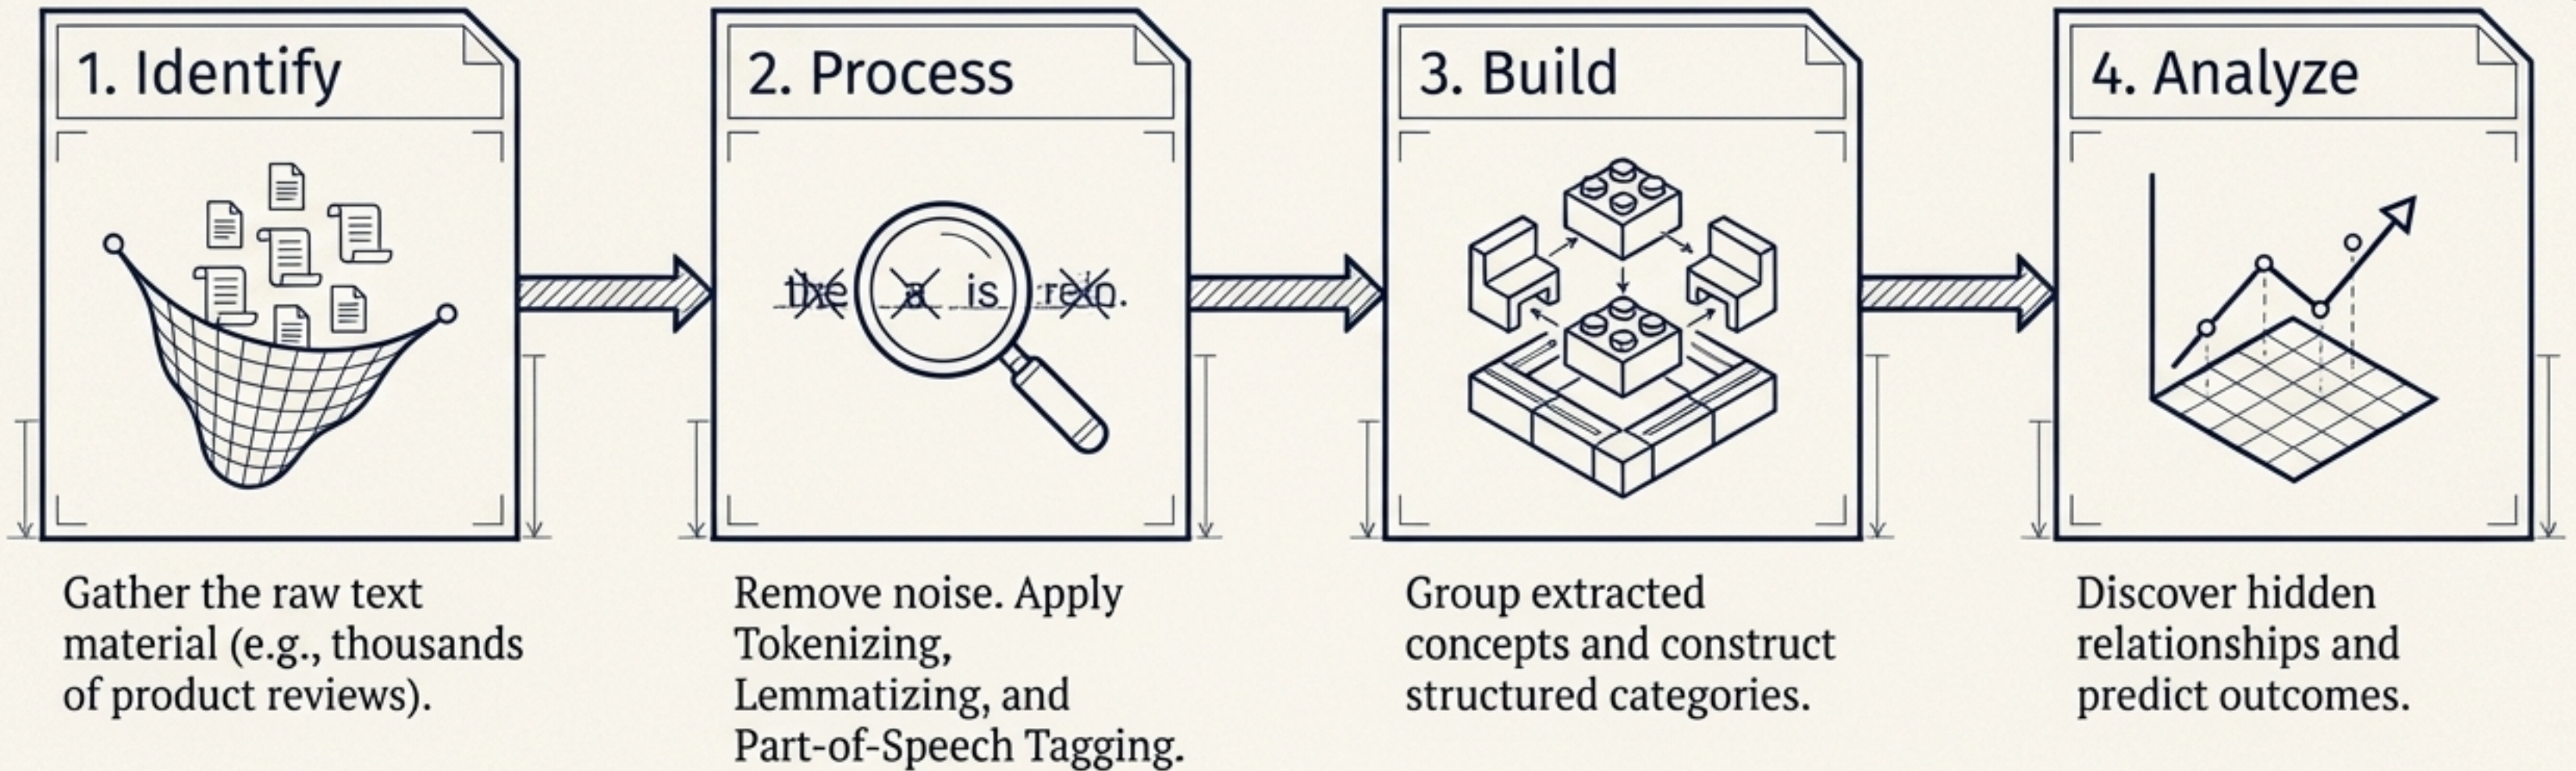 1. Identify
2. Process
3. Build
4. Analyze
the a is
Gather the raw text
material (e.g., thousands
of product reviews).
Remove noise. Apply
Tokenizing,
Lemmatizing, and
Part-of-Speech Tagging.
Group extracted
concepts and construct
structured categories.
Discover hidden
relationships and
predict outcomes.